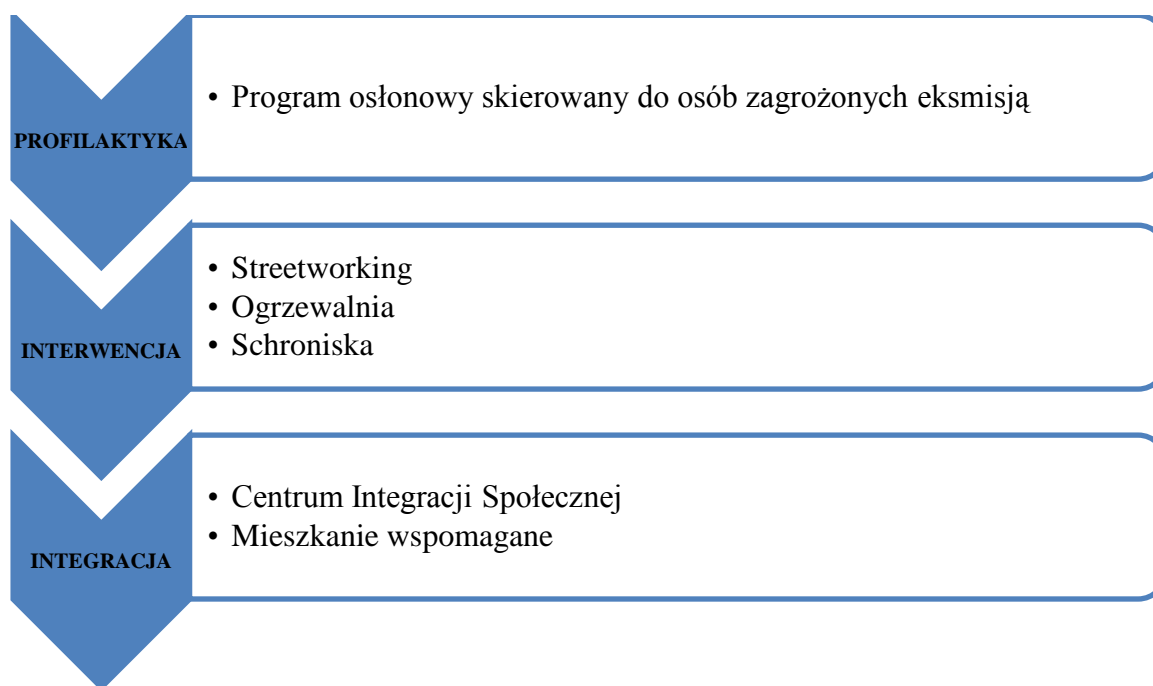 PROFILAKTYKA
• Program osłonowy skierowany do osób zagrożonych eksmisją
INTERWENCJA
• Streetworking
• Ogrzewalnia
• Schroniska
INTEGRACJA
• Centrum Integracji Społecznej
• Mieszkanie wspomagane